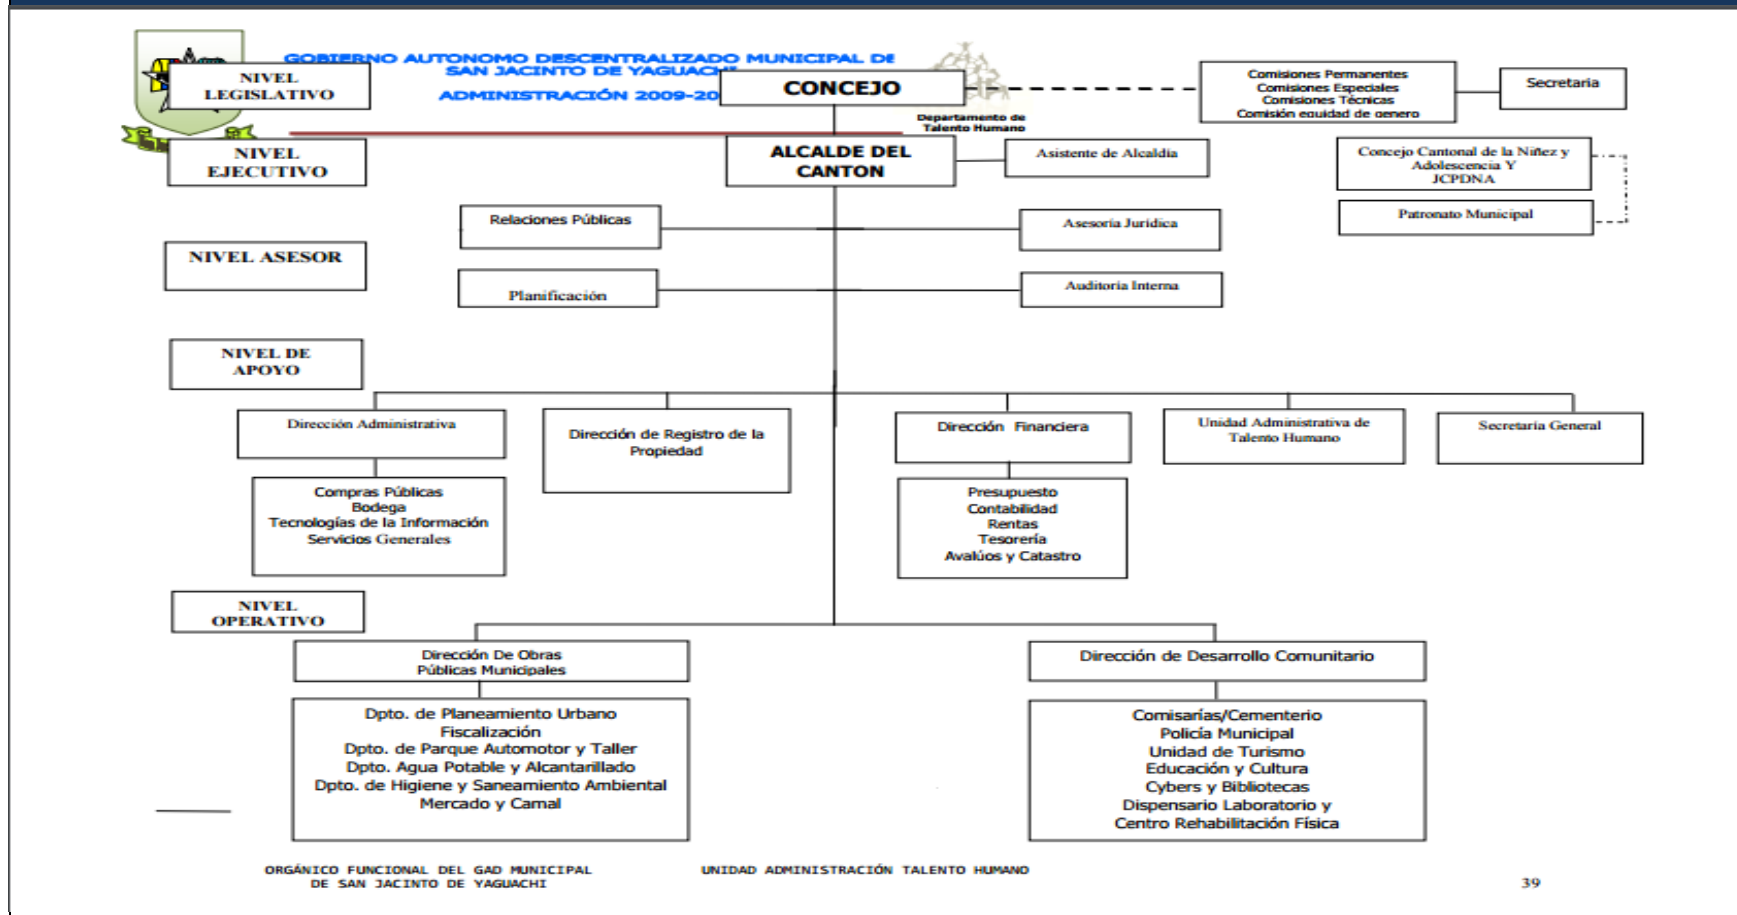 GOBIERNO AUTONOMO DESCENTRALIZADO MUNICIPAL DE
SAN JACINTO DE YAGUACHI
ADMINISTRACIÓN 2009-20
NIVEL
LEGISLATIVO
CONCEJO
Comisiones Permanentes
Comisiones Especiales
Comisiones Técnicas
Comisión equidad de genero
Secretaria
Departamento de
Talento Humano
NIVEL
EJECUTIVO
ALCALDE DEL
CANTON
Asistente de Alcaldía
Concejo Cantonal de la Niñez y
Adolescencia Y
JCPDNA
Patronato Municipal
Relaciones Públicas
Asesoría Jurídica
NIVEL ASESOR
Planificación
Auditoria Interna
NIVEL DE
APOYO
Dirección Administrativa
Dirección de Registro de la
Propiedad
Dirección Financiera
Unidad Administrativa de
Talento Humano
Secretaría General
Compras Públicas
Bodega
Tecnologías de la Información
Servicios Generales
Presupuesto
Contabilidad
Rentas
Tesorería
Avalúos y Catastro
NIVEL
OPERATIVO
Dirección De Obras
Públicas Municipales
Dirección de Desarrollo Comunitario
Dpto. de Planeamiento Urbano
Fiscalización
Dpto. de Parque Automotor y Taller
Dpto. Agua Potable y Alcantarillado
Dpto. de Higiene y Saneamiento Ambiental
Mercado y Camal
Comisarías/Cementerio
Policía Municipal
Unidad de Turismo
Educación y Cultura
Cybers y Bibliotecas
Dispensario Laboratorio y
Centro Rehabilitación Física
ORGÁNICO FUNCIONAL DEL GAD MUNICIPAL
DE SAN JACINTO DE YAGUACHI
UNIDAD ADMINISTRACIÓN TALENTO HUMANO
39